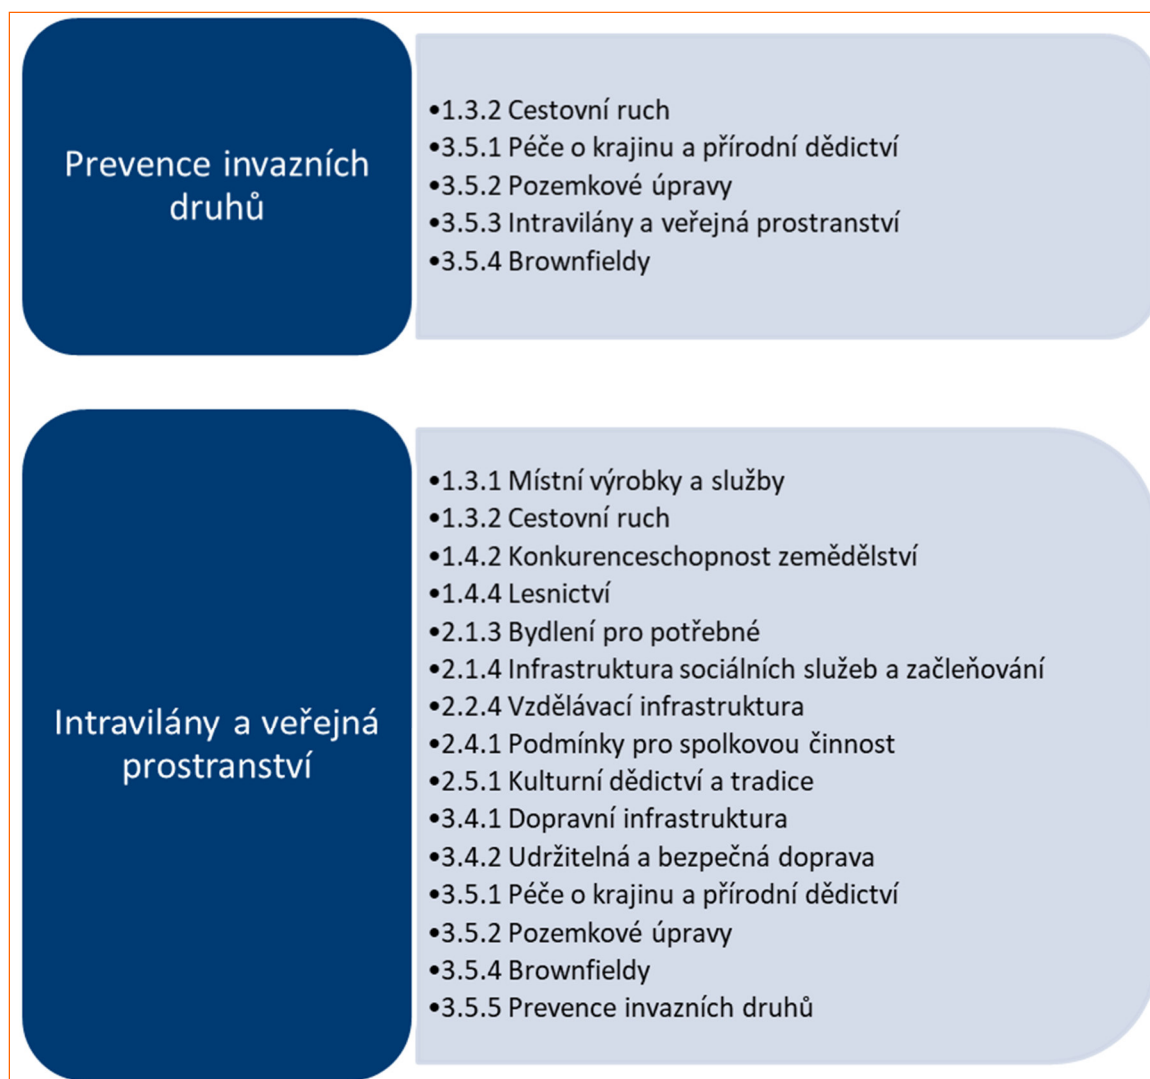 Prevence invazních
druhů
•1.3.2 Cestovní ruch
•3.5.1 Péče o krajinu a přírodní dědictví
•3.5.2 Pozemkové úpravy
•3.5.3 Intravilány a veřejná prostranství
•3.5.4 Brownfieldy
Intravilány a veřejná
prostranství
•1.3.1 Místní výrobky a služby
•1.3.2 Cestovní ruch
•1.4.2 Konkurenceschopnost zemědělství
•1.4.4 Lesnictví
•2.1.3 Bydlení pro potřebné
•2.1.4 Infrastruktura sociálních služeb a začleňování
•2.2.4 Vzdělávací infrastruktura
•2.4.1 Podmínky pro spolkovou činnost
•2.5.1 Kulturní dědictví a tradice
•3.4.1 Dopravní infrastruktura
•3.4.2 Udržitelná a bezpečná doprava
•3.5.1 Péče o krajinu a přírodní dědictví
•3.5.2 Pozemkové úpravy
•3.5.4 Brownfieldy
•3.5.5 Prevence invazních druhů